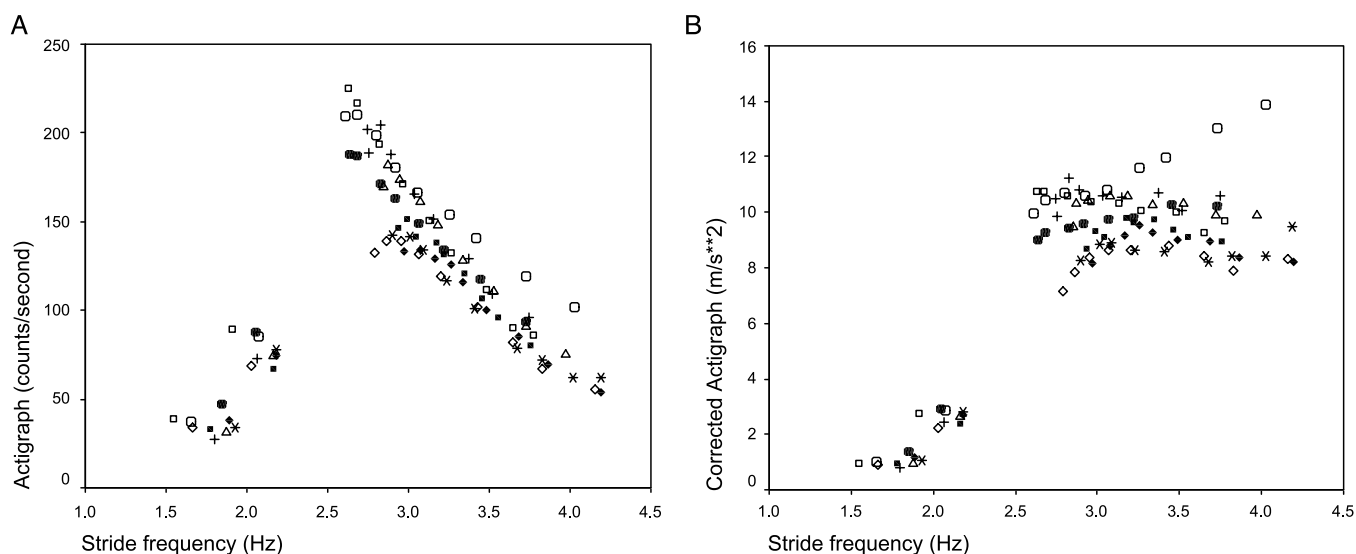 A
Actigraph (counts/second)
250
200
150
100
50
0
1.0 1.5 2.0 2.5 3.0 3.5 4.0 4.5
Stride frequency (Hz)
B
Corrected Actigraph (m/s**2)
16
14
12
10
8
6
4
2
0
1.0 1.5 2.0 2.5 3.0 3.5 4.0 4.5
Stride frequency (Hz)